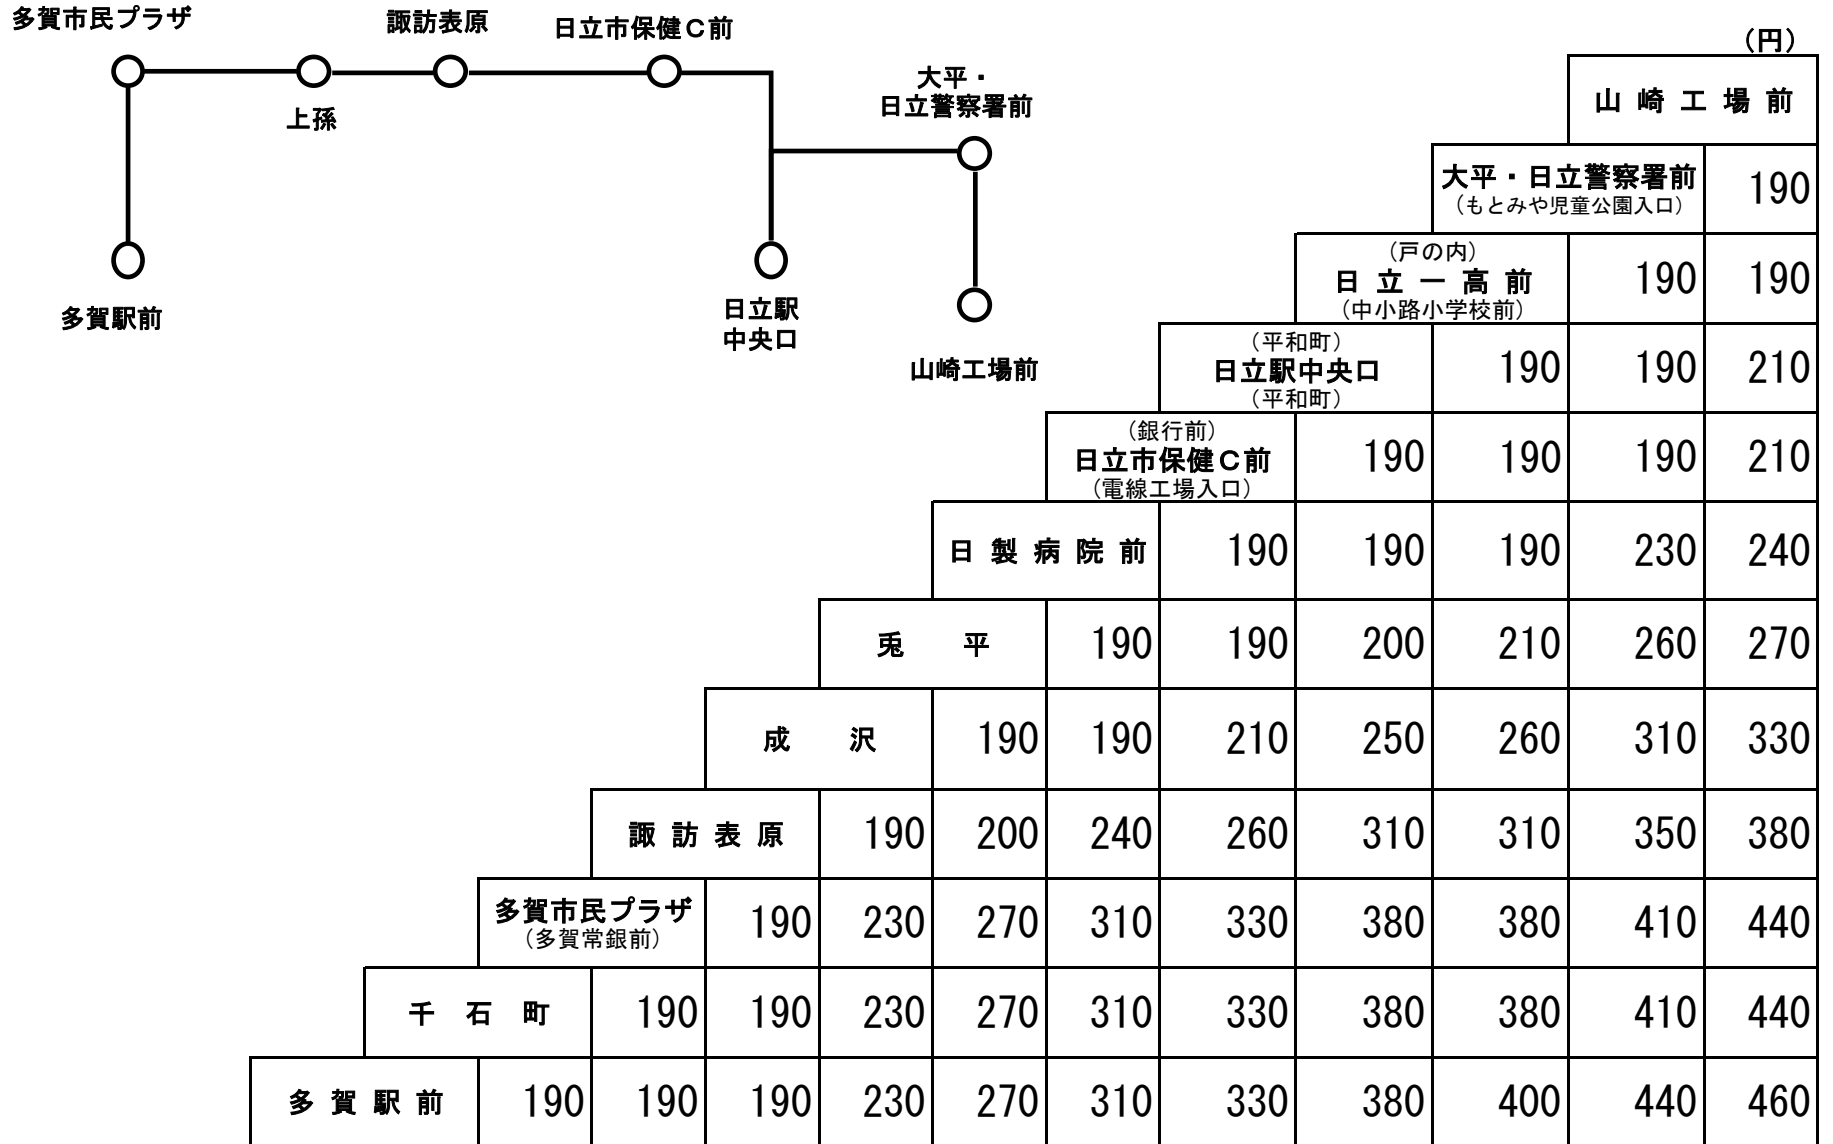 多賀市民プラザ
諏訪表原
日立市保健C前
上孫
大平・
日立警察署前
多賀駅前
日立駅
中央口
山崎工場前
(円)
山崎工場前
大平・日立警察署前 190
(もとみや児童公園入口)
(戸の内)
日立一高前 190 190
(中小路小学校前)
(平和町)
日立駅中央口 190 190 210
(平和町)
(銀行前)
日立市保健C前 190 190 190 210
(電線工場入口)
日製病院前 190 190 190 230 240
兎平 190 190 200 210 260 270
成沢 190 190 210 250 260 310 330
諏訪表原 190 200 240 260 310 310 350 380
多賀市民プラザ 190 230 270 310 330 380 380 410 440
(多賀常銀前)
千石町 190 190 230 270 310 330 380 380 410 440
多賀駅前 190 190 190 230 270 310 330 380 400 440 460